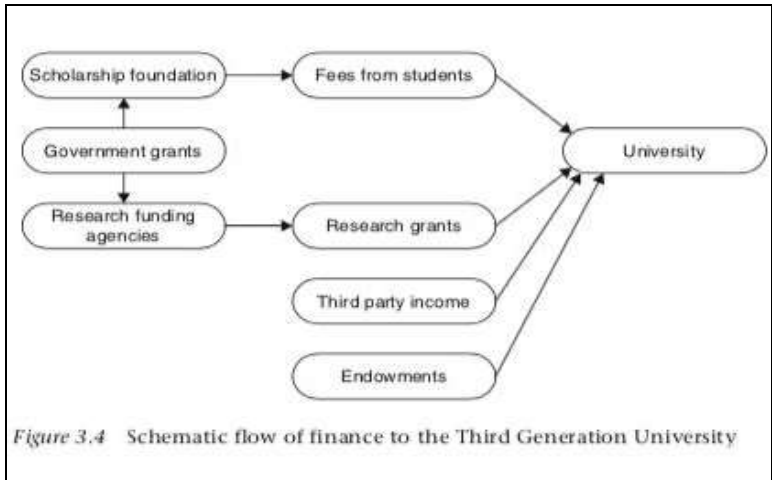 Scholarship foundation
Fees from students
Government grants
University
Research funding
agencies
Research grants
Third party income
Endowments
Figure 3.4 Schematic flow of finance to the Third Generation University